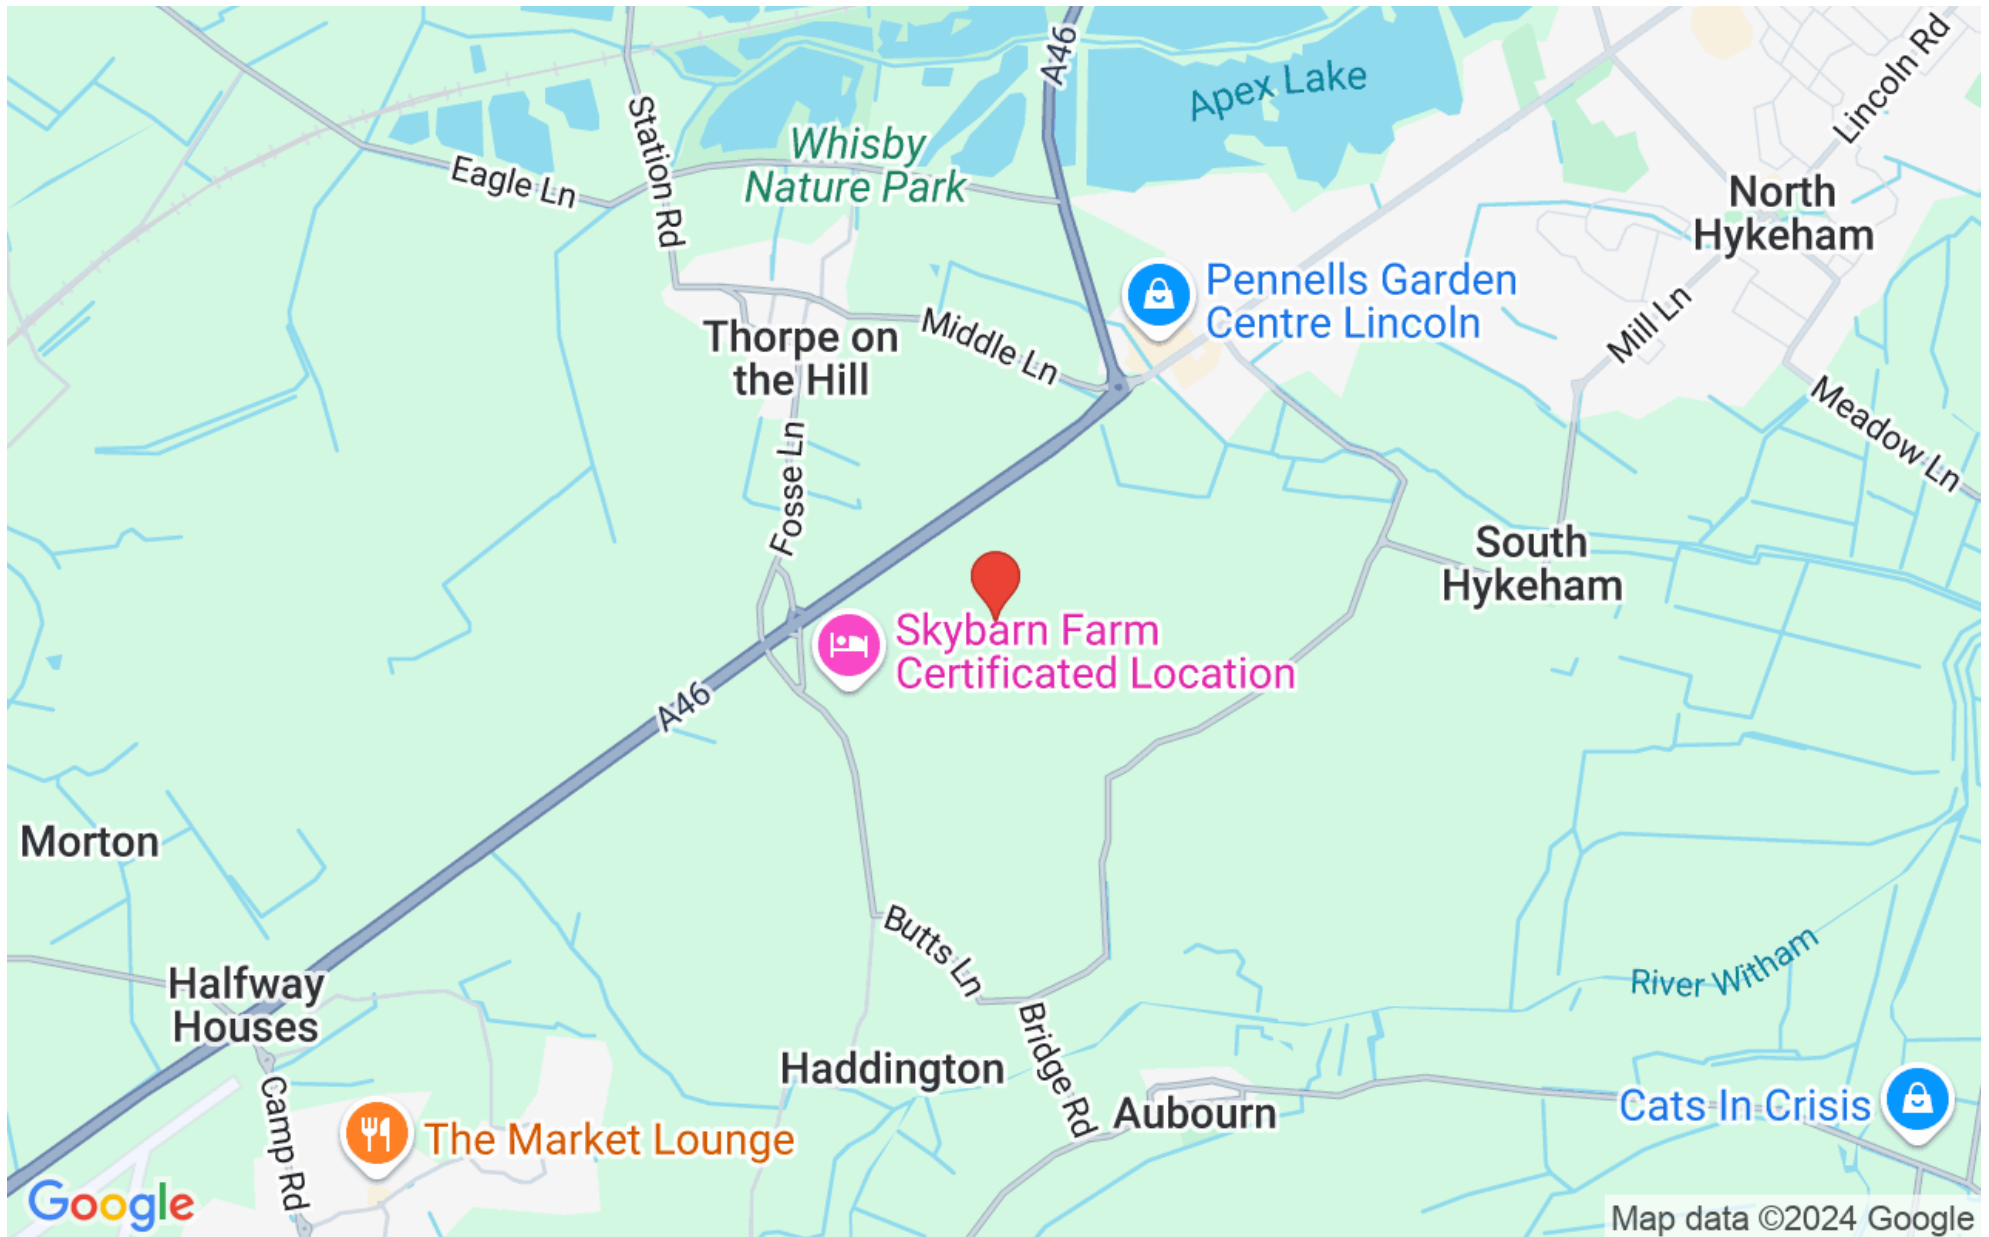 A46
Apex Lake
Lincoln Rd
Station Rd
Whisby
Nature Park
Eagle Ln
North
Hykeham
Pennells Garden
Centre Lincoln
Mill Ln
Thorpe on
the Hill
Middle Ln
Meadow Ln
Fosse Ln
South
Hykeham
Skybarn Farm
Certificated Location
A46
Morton
Butts Ln
River Witham
Halfway
Houses
Haddington
Bridge Rd
Aubourn
Cats In Crisis
Camp Rd
The Market Lounge
Google
Map data ©2024 Google